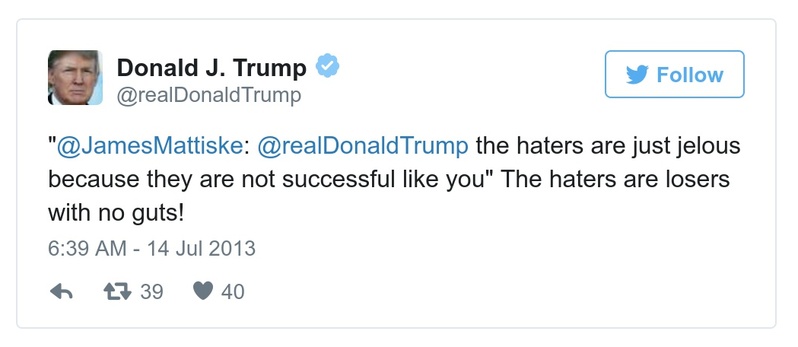 Donald J. Trump
Follow
@realDonaldTrump
"@JamesMattiske: @realDonaldTrump the haters are just jelous
because they are not successful like you" The haters are losers
with no guts!
6:39 AM - 14 Jul 2013
39 40